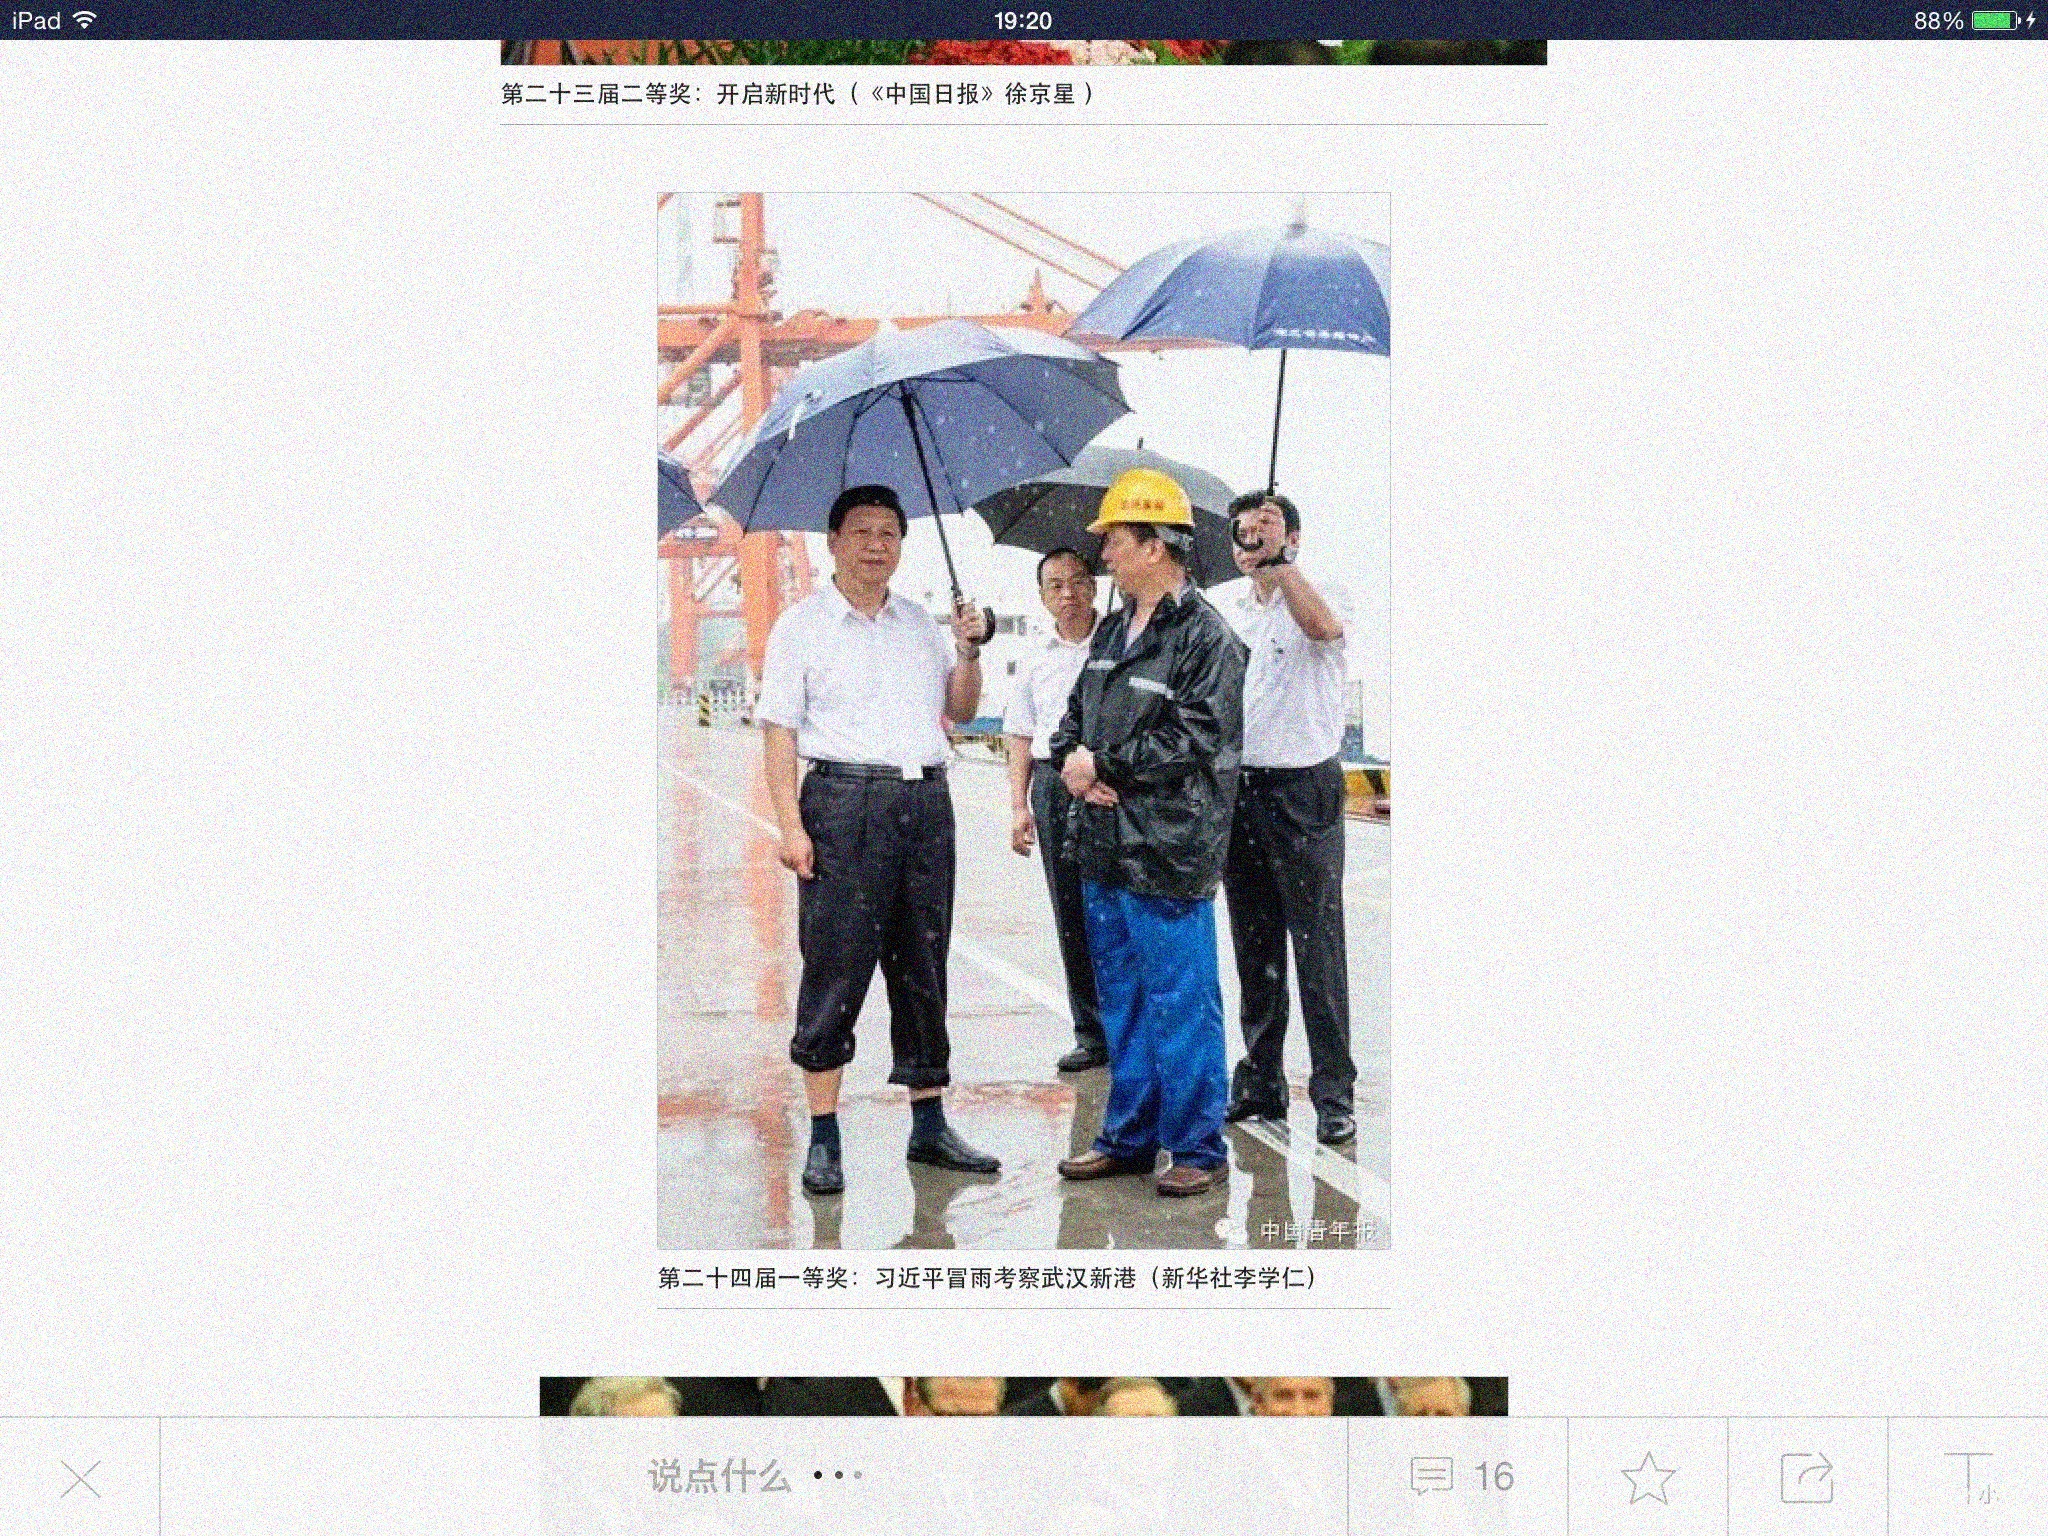 iPad
19:20
88%
第二十三届二等奖：开启新时代（《中国日报》徐京星 ）
中国青年报
第二十四届一等奖：习近平冒雨考察武汉新港（新华社李学仁）
说点什么
16
小